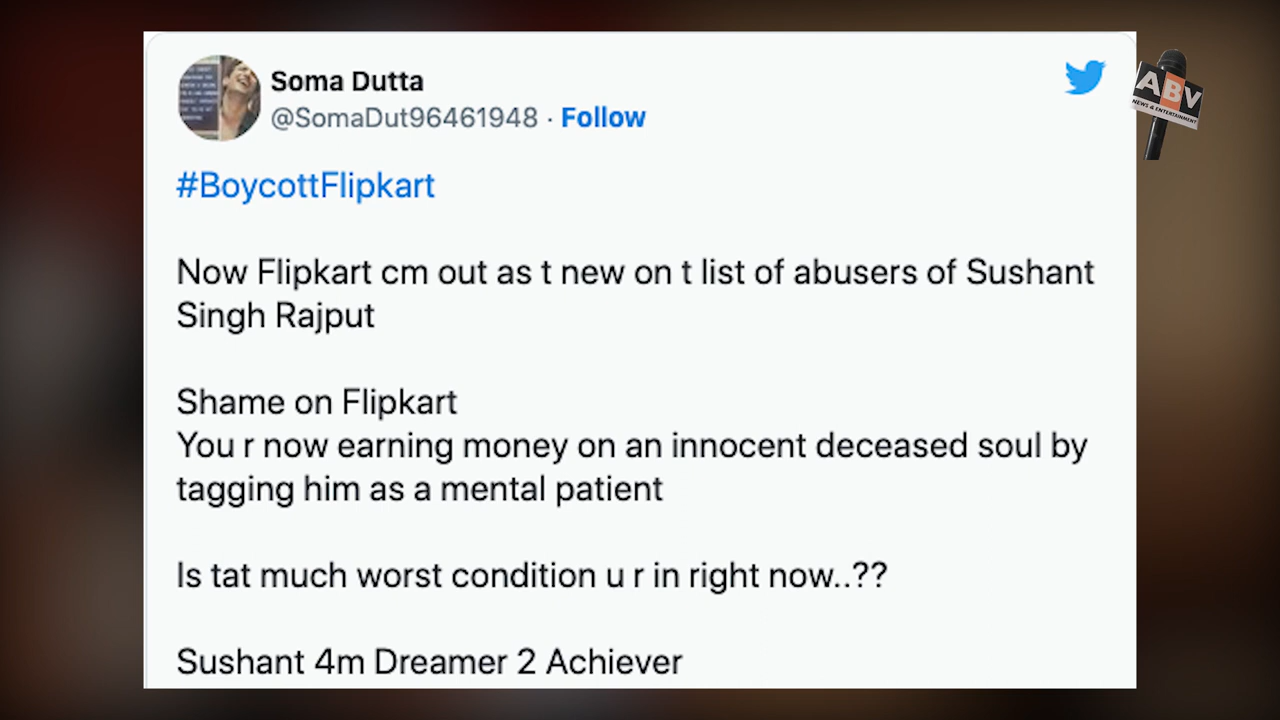 Soma Dutta
@SomaDut96461948 · Follow
#BoycottFlipkart
Now Flipkart cm out as t new on t list of abusers of Sushant
Singh Rajput
Shame on Flipkart
You r now earning money on an innocent deceased soul by
tagging him as a mental patient
Is tat much worst condition u r in right now..??
Sushant 4m Dreamer 2 Achiever
ABV
NEWS & ENTERTAINMENT